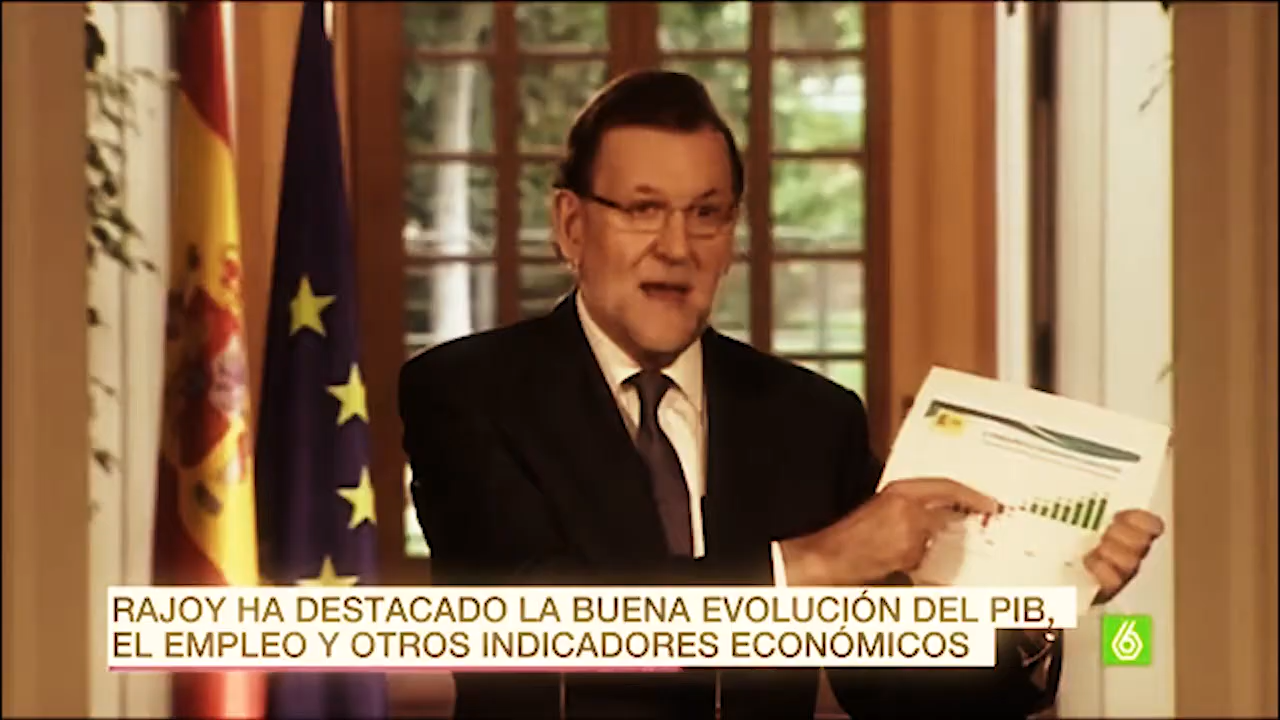 RAJOY HA DESTACADO LA BUENA EVOLUCIÓN DEL PIB,
EL EMPLEO Y OTROS INDICADORES ECONÓMICOS
6